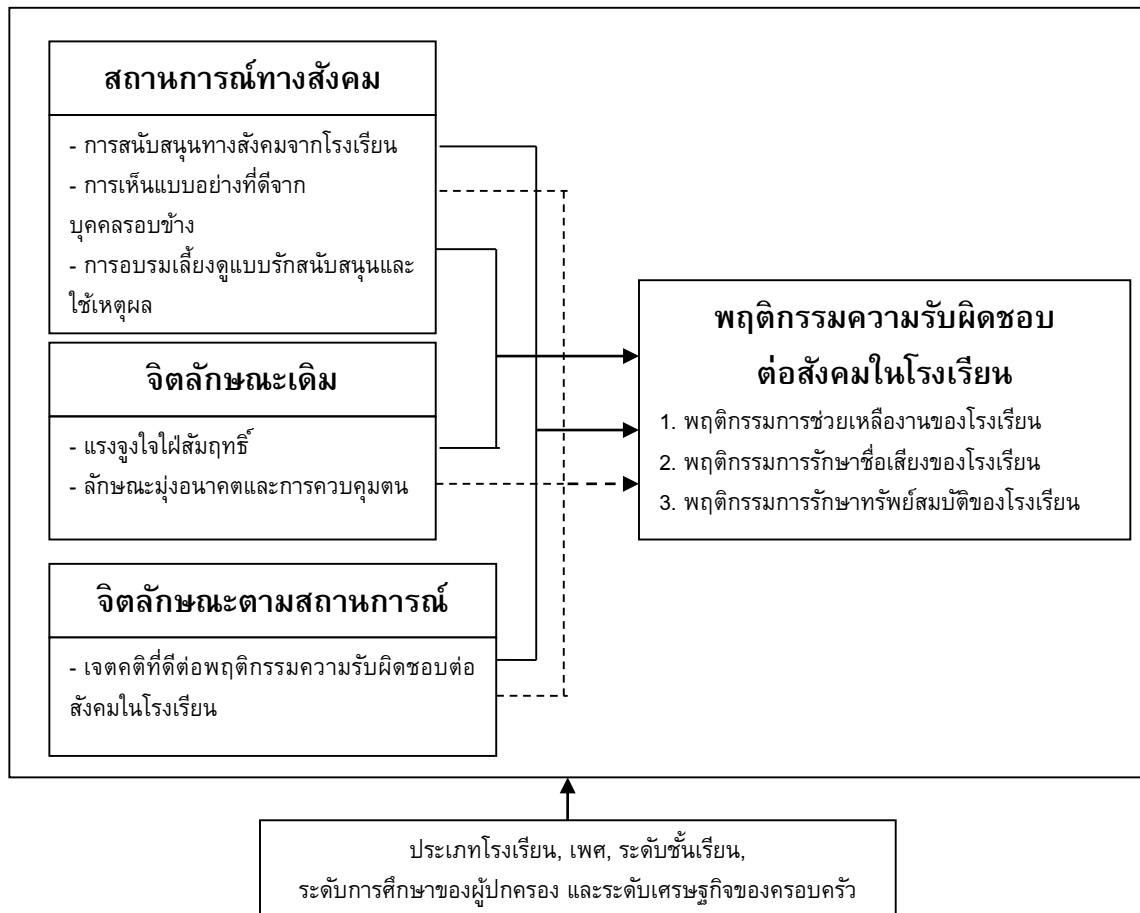 สถานการณ์ทางสังคม
- การสนับสนุนทางสังคมจากโรงเรียน
- การเห็นแบบอย่างที่ดีจาก
บุคคลรอบข้าง
- การอบรมเลี้ยงดูแบบรักสนับสนุนและ
ใช้เหตุผล
จิตลักษณะเดิม
- แรงจูงใจใฝ่สัมฤทธิ์
- ลักษณะมุ่งอนาคตและการควบคุมตน
จิตลักษณะตามสถานการณ์
- เจตคติที่ดีต่อพฤติกรรมความรับผิดชอบต่อ
สังคมในโรงเรียน
พฤติกรรมความรับผิดชอบ
ต่อสังคมในโรงเรียน
1. พฤติกรรมการช่วยเหลืองานของโรงเรียน
2. พฤติกรรมการรักษาชื่อเสียงของโรงเรียน
3. พฤติกรรมการรักษาทรัพย์สมบัติของโรงเรียน
ประเภทโรงเรียน, เพศ, ระดับชั้นเรียน,
ระดับการศึกษาของผู้ปกครอง และระดับเศรษฐกิจของครอบครัว